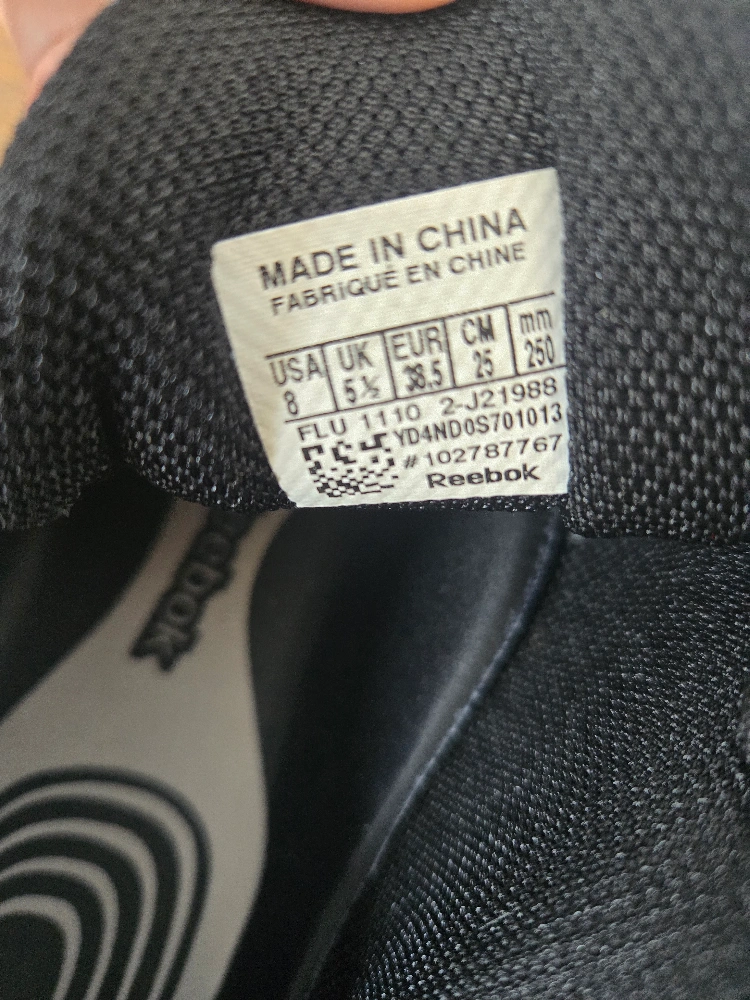 MADE IN CHINA
FABRIQUÉ EN CHINE
USA UK EUR CM mm
8 5½ 38.5 25 250
FLU 1110 2-J21988
YD4ND0S701013
#102787767
Reebok
Reebok